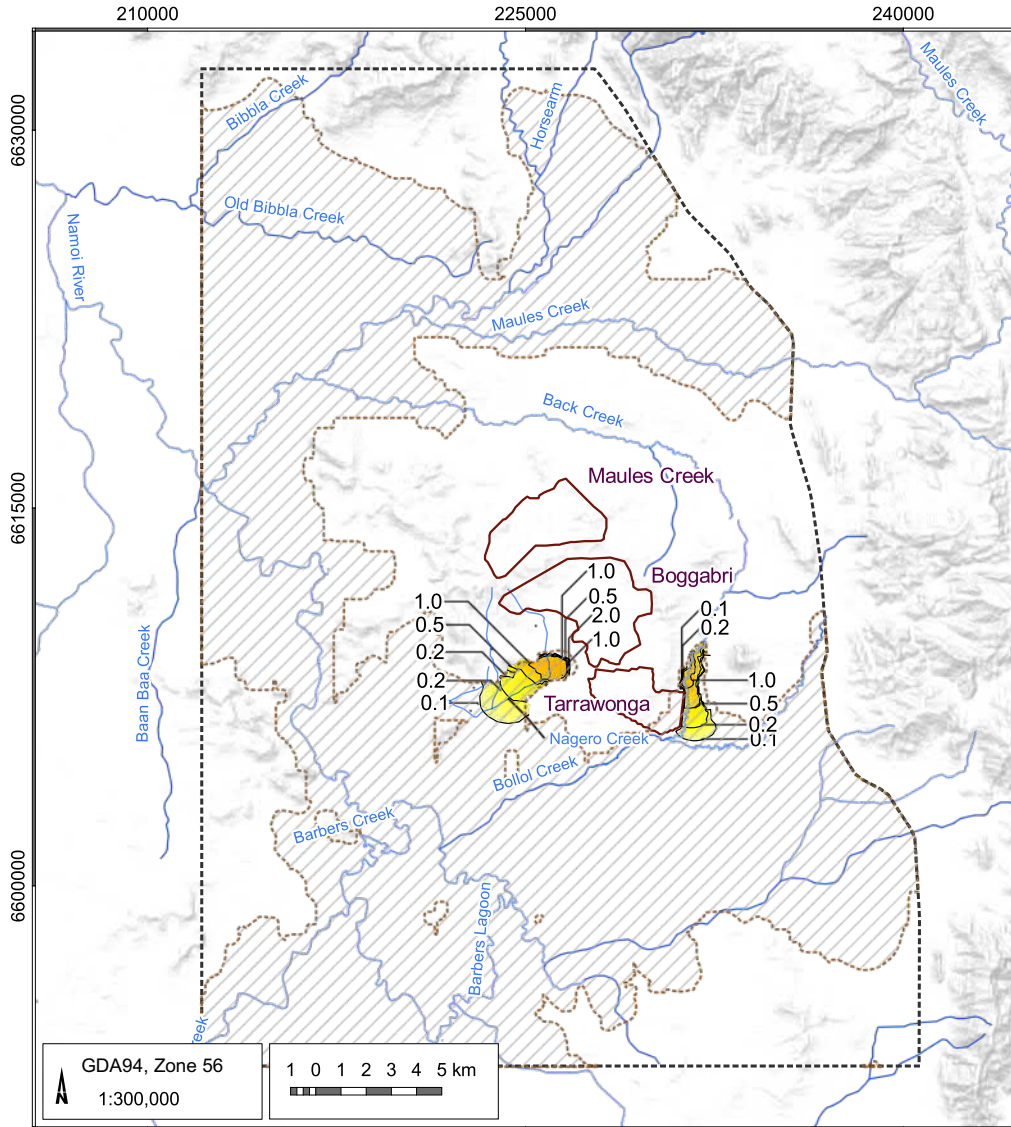 210000
225000
240000
6630000
6615000
6600000
Maules Creek
Bibbla Creek
Horsearm
Old Bibbla Creek
Namoi River
Maules Creek
Back Creek
Maules Creek
Boggabri
1.0
0.5
2.0
1.0
1.0
0.5
0.2
0.2
0.1
0.1
0.2
1.0
0.5
0.2
0.1
Tarrawonga
Nagero Creek
Baan Baa Creek
Bollol Creek
Barbers Creek
Barbers Lagoon
reek
GDA94, Zone 56
N
1:300,000
1 0 1 2 3 4 5 km